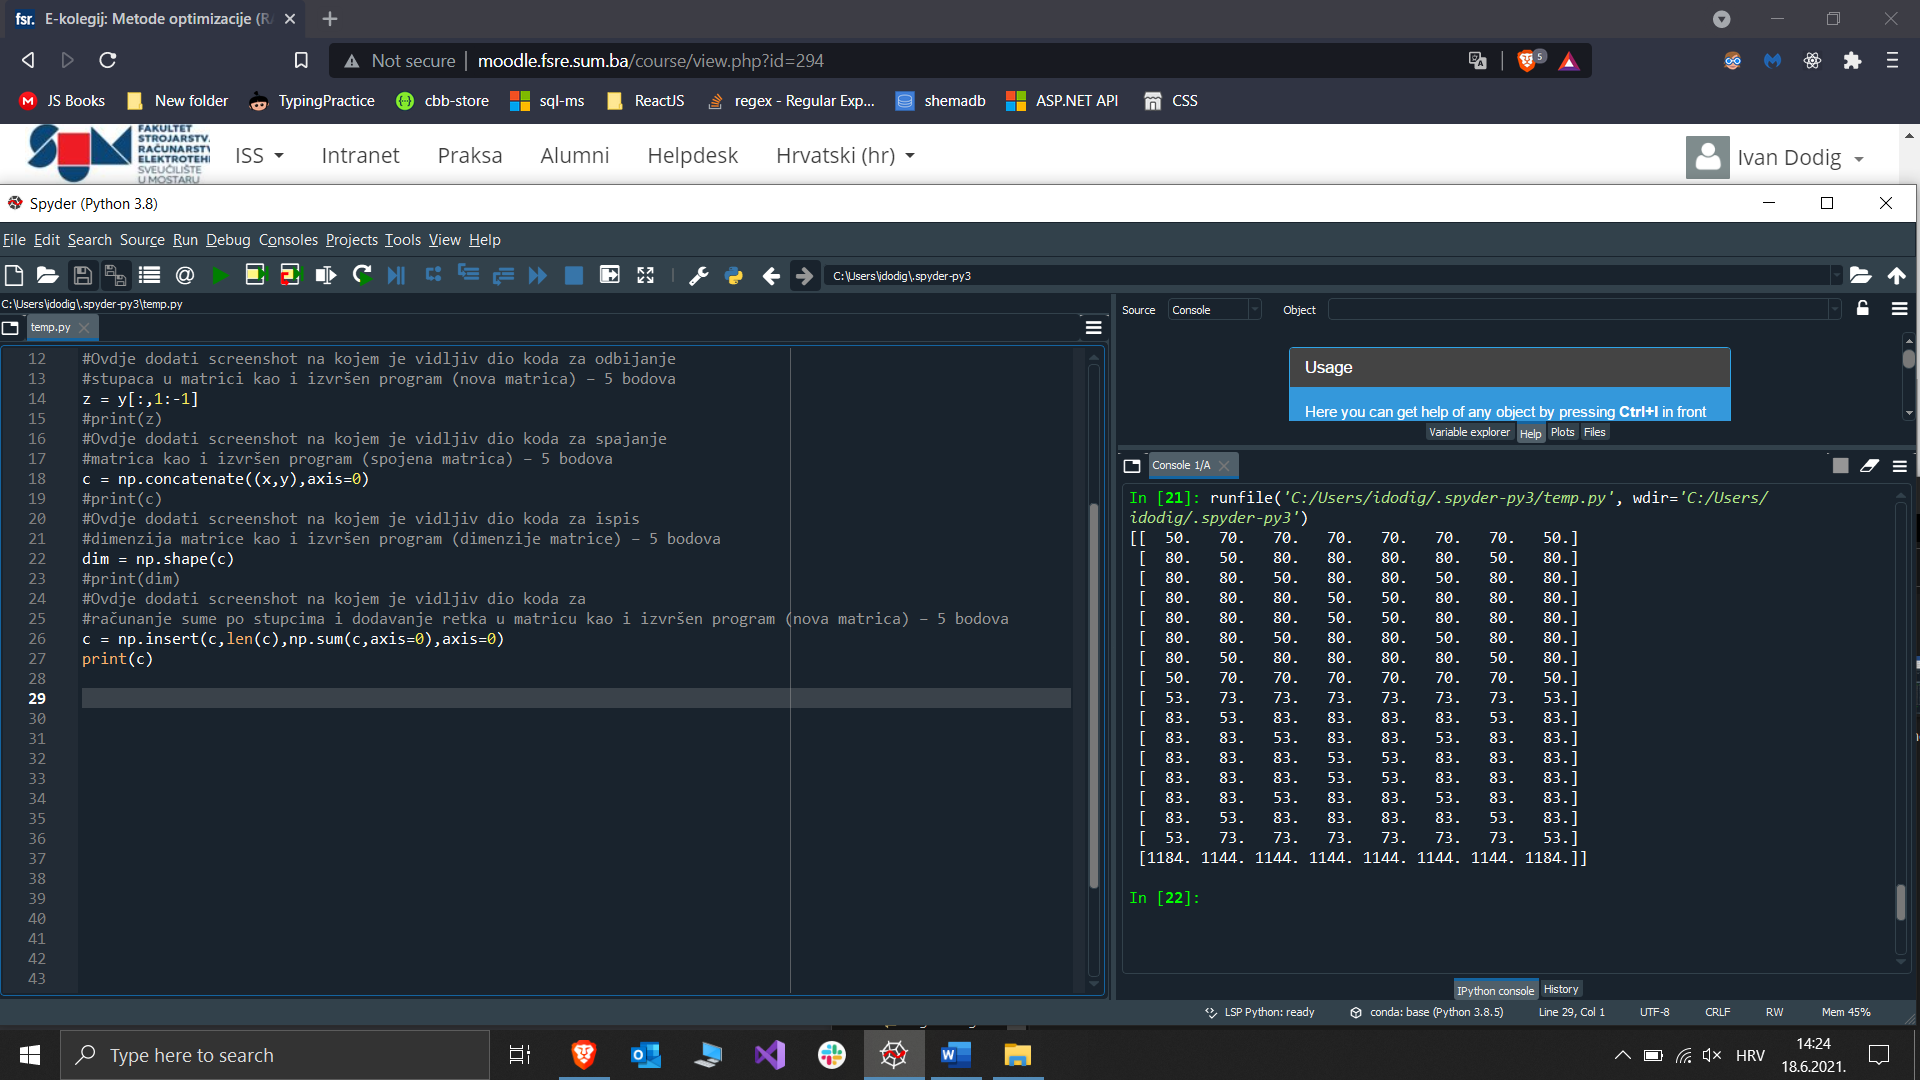 fsr. E-kolegij: Metode optimizacije (RA
Not secure | moodle.fsre.sum.ba/course/view.php?id=294
5
JS Books New folder TypingPractice cbb-store sql-ms ReactJS regex - Regular Exp... shemadb ASP.NET API CSS
FAKULTET
STROJARSTV
RAČUNARSTV
ELEKTROTEH
SVEUČILIŠTE
U MOSTARU
ISS Intranet Praksa Alumni Helpdesk Hrvatski (hr) Ivan Dodig
Spyder (Python 3.8)
File Edit Search Source Run Debug Consoles Projects Tools View Help
C:\Users\idodig\.spyder-py3
C:\Users\idodig\.spyder-py3\temp.py
temp.py
12 #Ovdje dodati screenshot na kojem je vidljiv dio koda za odbijanje
13 #stupaca u matrici kao i izvršen program (nova matrica) – 5 bodova
14 z = y[:,1:-1]
15 #print(z)
16 #Ovdje dodati screenshot na kojem je vidljiv dio koda za spajanje
17 #matrica kao i izvršen program (spojena matrica) – 5 bodova
18 c = np.concatenate((x,y),axis=0)
19 #print(c)
20 #Ovdje dodati screenshot na kojem je vidljiv dio koda za ispis
21 #dimenzija matrice kao i izvršen program (dimenzije matrice) – 5 bodova
22 dim = np.shape(c)
23 #print(dim)
24 #Ovdje dodati screenshot na kojem je vidljiv dio koda za
25 #računanje sume po stupcima i dodavanje retka u matricu kao i izvršen program (nova matrica) – 5 bodova
26 c = np.insert(c,len(c),np.sum(c,axis=0),axis=0)
27 print(c)
28
29
30
31
32
33
34
35
36
37
38
39
40
41
42
43
Source Console Object
Usage
Here you can get help of any object by pressing Ctrl+I in front
Variable explorer Help Plots Files
Console 1/A
In [21]: runfile('C:/Users/idodig/.spyder-py3/temp.py', wdir='C:/Users/
idodig/.spyder-py3')
[[ 50. 70. 70. 70. 70. 70. 70. 50.]
[ 80. 50. 80. 80. 80. 80. 50. 80.]
[ 80. 80. 50. 80. 80. 50. 80. 80.]
[ 80. 80. 80. 50. 50. 80. 80. 80.]
[ 80. 80. 80. 50. 50. 80. 80. 80.]
[ 80. 80. 50. 80. 80. 50. 80. 80.]
[ 80. 50. 80. 80. 80. 80. 50. 80.]
[ 50. 70. 70. 70. 70. 70. 70. 50.]
[ 53. 73. 73. 73. 73. 73. 73. 53.]
[ 83. 53. 83. 83. 83. 83. 53. 83.]
[ 83. 83. 53. 83. 83. 53. 83. 83.]
[ 83. 83. 83. 53. 53. 83. 83. 83.]
[ 83. 83. 83. 53. 53. 83. 83. 83.]
[ 83. 83. 53. 83. 83. 53. 83. 83.]
[ 83. 53. 83. 83. 83. 83. 53. 83.]
[ 53. 73. 73. 73. 73. 73. 73. 53.]
[1184. 1144. 1144. 1144. 1144. 1144. 1144. 1184.]]
In [22]:
IPython console History
LSP Python: ready conda: base (Python 3.8.5) Line 29, Col 1 UTF-8 CRLF RW Mem 45%
Type here to search
HRV
14:24
18.6.2021.